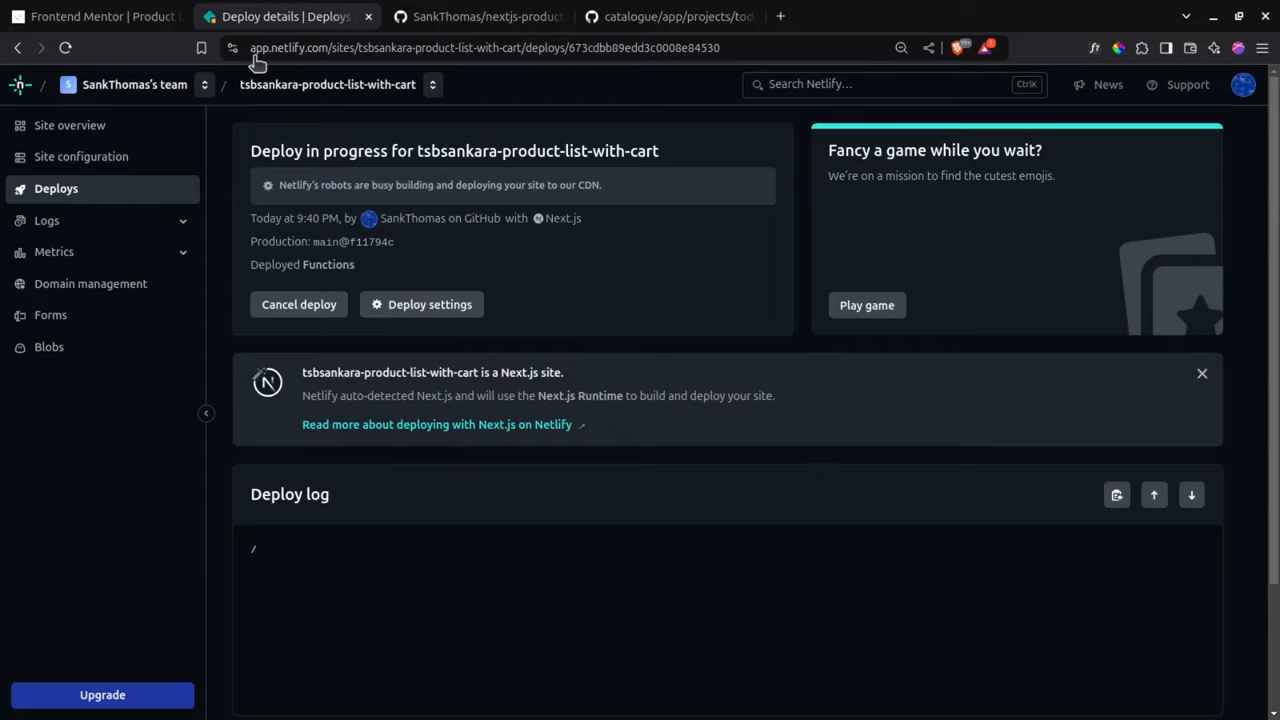 Frontend Mentor | Product L
Deploy details | Deploys
SankThomas/nextjs-product
catalogue/app/projects/tod
app.netlify.com/sites/tsbsankara-product-list-with-cart/deploys/673cdbb89edd3c0008e84530
SankThomas's team / tsbsankara-product-list-with-cart
Search Netlify…
CtrlK
News
Support
Site overview
Site configuration
Deploys
Logs
Metrics
Domain management
Forms
Blobs
Upgrade
Deploy in progress for tsbsankara-product-list-with-cart
Netlify's robots are busy building and deploying your site to our CDN.
Today at 9:40 PM, by SankThomas on GitHub with Next.js
Production: main@f11794c
Deployed Functions
Cancel deploy
Deploy settings
Fancy a game while you wait?
We're on a mission to find the cutest emojis.
Play game
tsbsankara-product-list-with-cart is a Next.js site.
Netlify auto-detected Next.js and will use the Next.js Runtime to build and deploy your site.
Read more about deploying with Next.js on Netlify
Deploy log
/